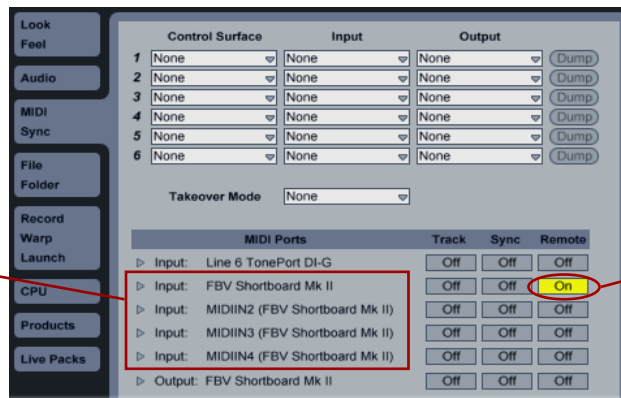 Look
Feel
Audio
MIDI
Sync
File
Folder
Record
Warp
Launch
CPU
Products
Live Packs
Control Surface Input Output
1 None None None Dump
2 None None None Dump
3 None None None Dump
4 None None None Dump
5 None None None Dump
6 None None None Dump
Takeover Mode None
MIDI Ports Track Sync Remote
Input: Line 6 TonePort DI-G Off Off Off
Input: FBV Shortboard Mk II Off Off On
Input: MIDIIN2 (FBV Shortboard Mk II) Off Off Off
Input: MIDIIN3 (FBV Shortboard Mk II) Off Off Off
Input: MIDIIN4 (FBV Shortboard Mk II) Off Off Off
Output: FBV Shortboard Mk II Off Off Off